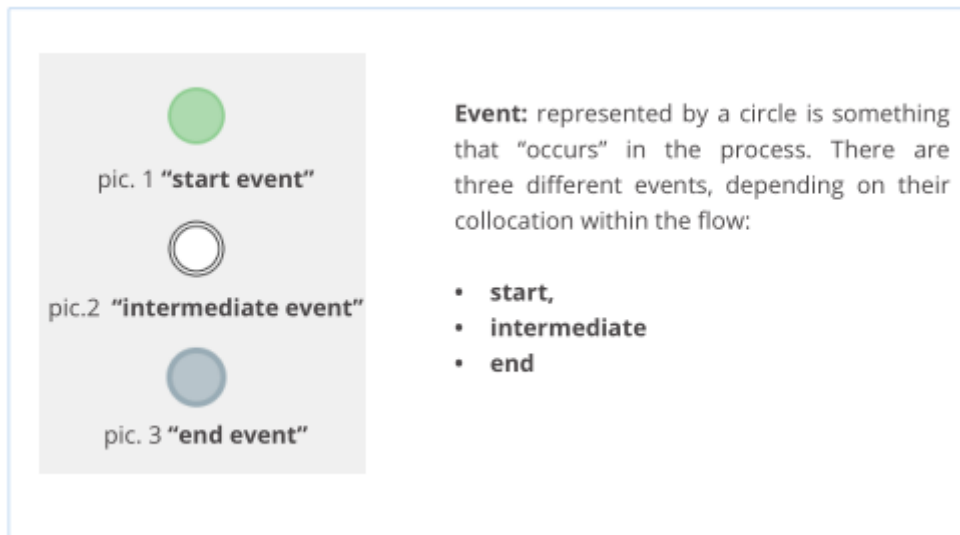 pic. 1 “start event”
pic.2 “intermediate event”
pic. 3 “end event”
Event: represented by a circle is something
that “occurs” in the process. There are
three different events, depending on their
collocation within the flow:
• start,
• intermediate
• end